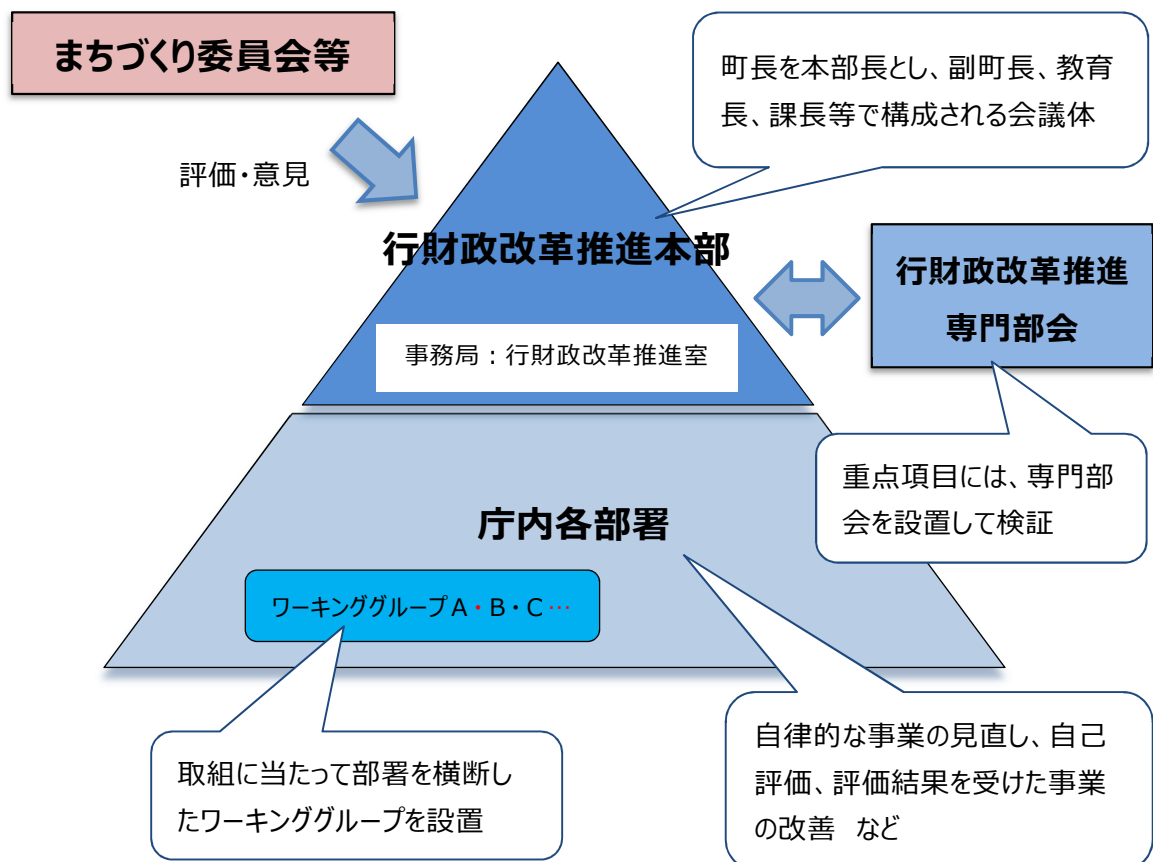 まちづくり委員会等
町長を本部長とし、副町長、教育
長、課長等で構成される会議体
評価・意見
行財政改革推進本部
行財政改革推進
専門部会
事務局：行財政改革推進室
重点項目には、専門部
会を設置して検証
庁内各部署
ワーキンググループA・B・C…
取組に当たって部署を横断し
たワーキンググループを設置
自律的な事業の見直し、自己
評価、評価結果を受けた事業
の改善　など